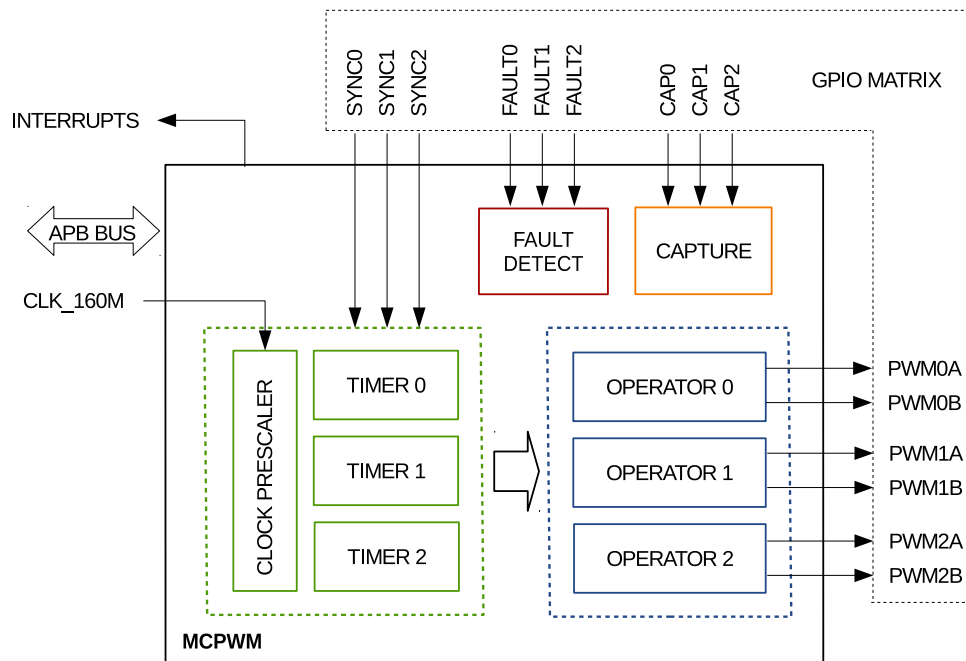 SYNC0
SYNC1
SYNC2
FAULT0
FAULT1
FAULT2
CAP0
CAP1
CAP2
GPIO MATRIX
INTERRUPTS
APB BUS
CLK_160M
FAULT
DETECT
CAPTURE
CLOCK PRESCALER
TIMER 0
TIMER 1
TIMER 2
OPERATOR 0
OPERATOR 1
OPERATOR 2
PWM0A
PWM0B
PWM1A
PWM1B
PWM2A
PWM2B
MCPWM